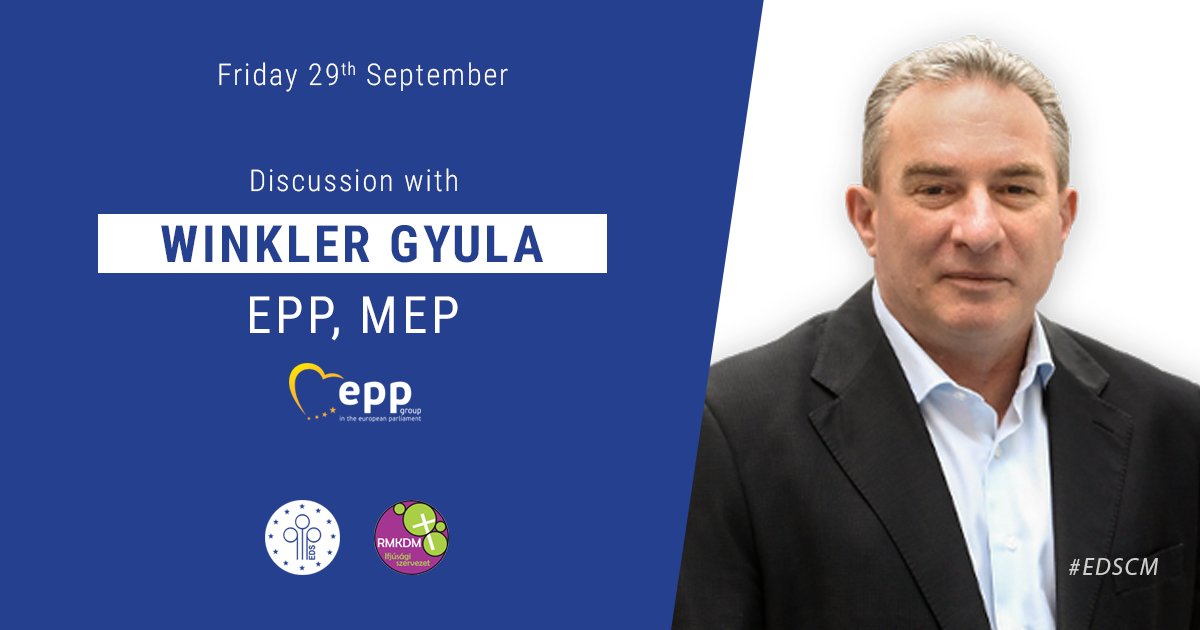 Friday 29th September
Discussion with
WINKLER GYULA
EPP, MEP
epp
group
in the european parliament
EDS
RMKDM
Ifjúsági
szervezet
#EDSCM